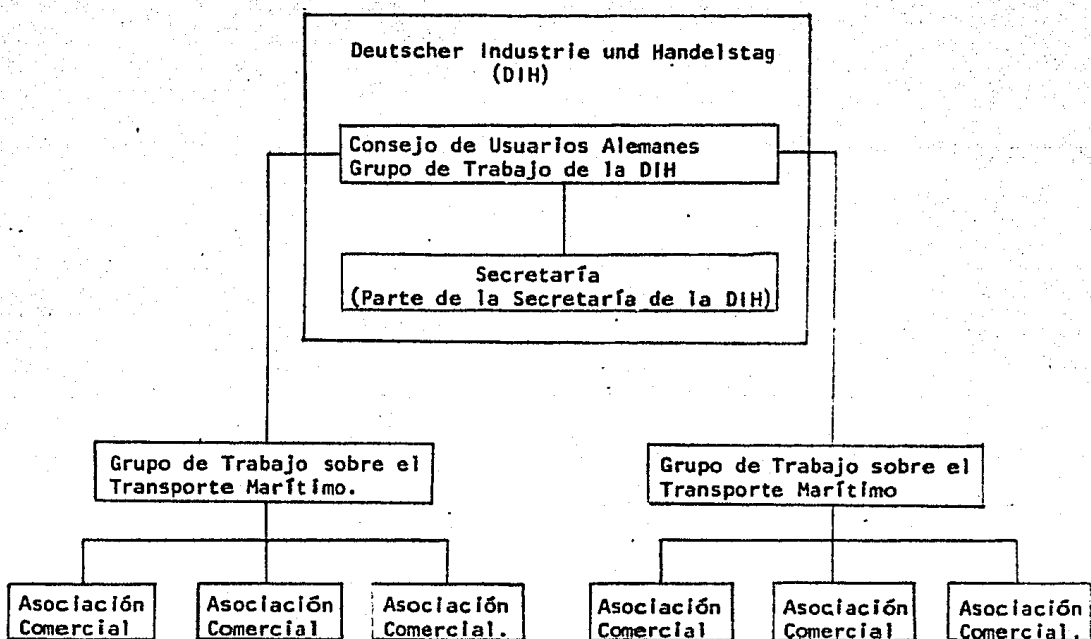 Deutscher Industrie und Handelstag
(DIH)
Consejo de Usuarios Alemanes
Grupo de Trabajo de la DIH
Secretaría
(Parte de la Secretaría de la DIH)
Grupo de Trabajo sobre el
Transporte Marítimo.
Grupo de Trabajo sobre el
Transporte Marítimo
Asociación
Comercial
Asociación
Comercial
Asociación
Comercial.
Asociación
Comercial
Asociación
Comercial
Asociación
Comercial.